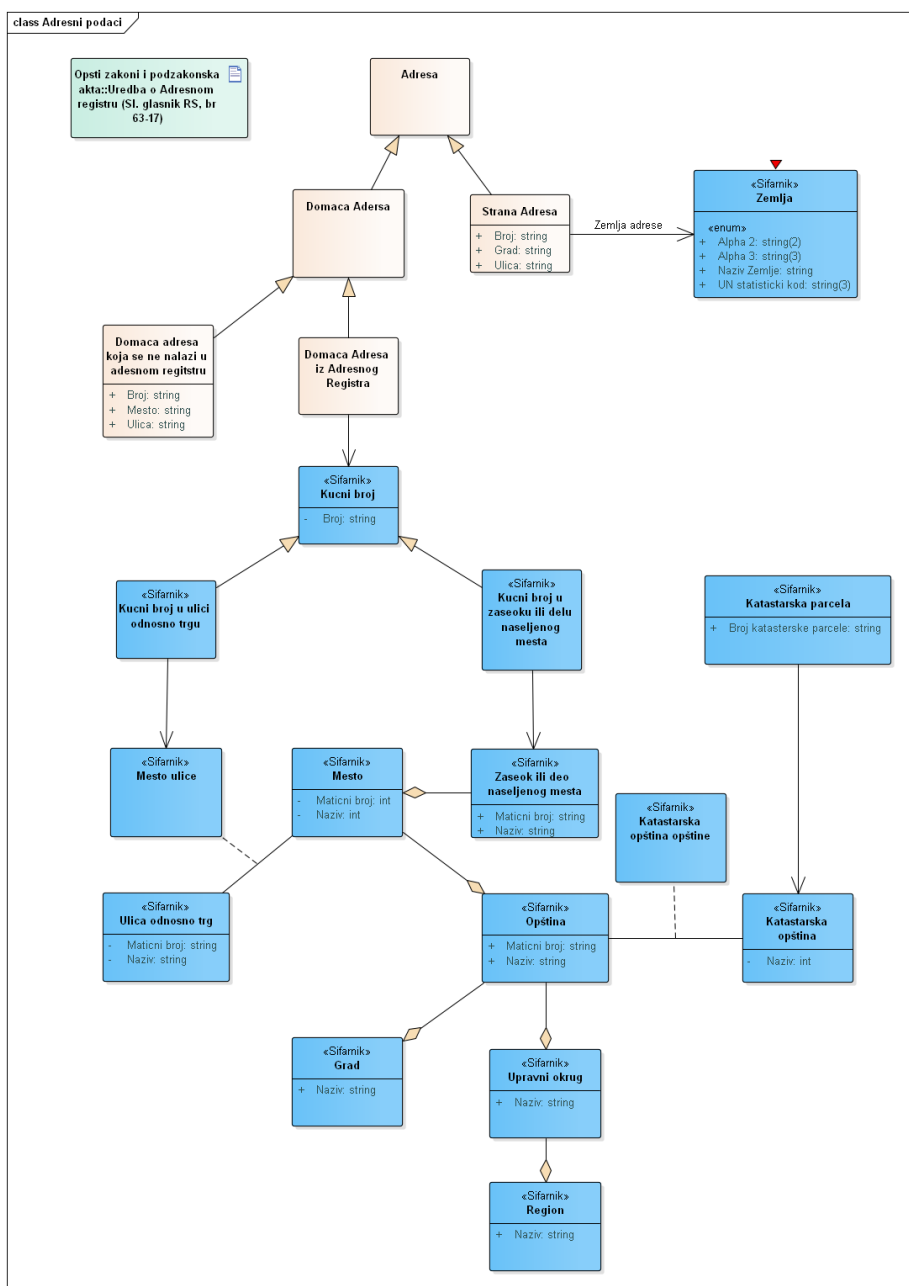 class Adresni podaci
Opsti zakoni i podzakonska
akta::Uredba o Adresnom
registru (Sl. glasnik RS, br
63-17)
Adresa
Domaca Adersa
Strana Adresa
+ Broj: string
+ Grad: string
+ Ulica: string
Zemlja adrese
«Sifarnik»
Zemlja
«enum»
+ Alpha 2: string(2)
+ Alpha 3: string(3)
+ Naziv Zemlje: string
+ UN statisticki kod: string(3)
Domaca adresa
koja se ne nalazi u
adesnom regitstru
+ Broj: string
+ Mesto: string
+ Ulica: string
Domaca Adresa
iz Adresnog
Registra
«Sifarnik»
Kucni broj
- Broj: string
«Sifarnik»
Kucni broj u ulici
odnosno trgu
«Sifarnik»
Kucni broj u
zaseoku ili delu
naseljenog
mesta
«Sifarnik»
Katastarska parcela
+ Broj katasterske parcele: string
«Sifarnik»
Mesto ulice
«Sifarnik»
Mesto
- Maticni broj: int
- Naziv: int
«Sifarnik»
Zaseok ili deo
naseljenog mesta
+ Maticni broj: string
+ Naziv: string
«Sifarnik»
Katastarska
opština opštine
«Sifarnik»
Ulica odnosno trg
- Maticni broj: string
- Naziv: string
«Sifarnik»
Opština
+ Maticni broj: string
+ Naziv: string
«Sifarnik»
Katastarska
opština
- Naziv: int
«Sifarnik»
Grad
+ Naziv: string
«Sifarnik»
Upravni okrug
+ Naziv: string
«Sifarnik»
Region
+ Naziv: string